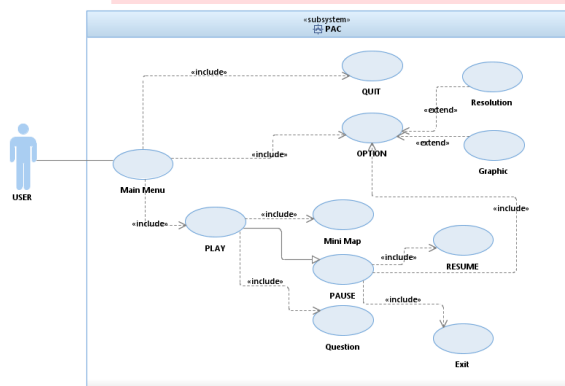 «subsystem»
PAC
«include»
QUIT
Resolution
«extend»
«include»
OPTION
«extend»
Graphic
USER
Main Menu
«include»
«include»
«include»
PLAY
Mini Map
«include»
RESUME
PAUSE
«include»
«include»
Question
Exit